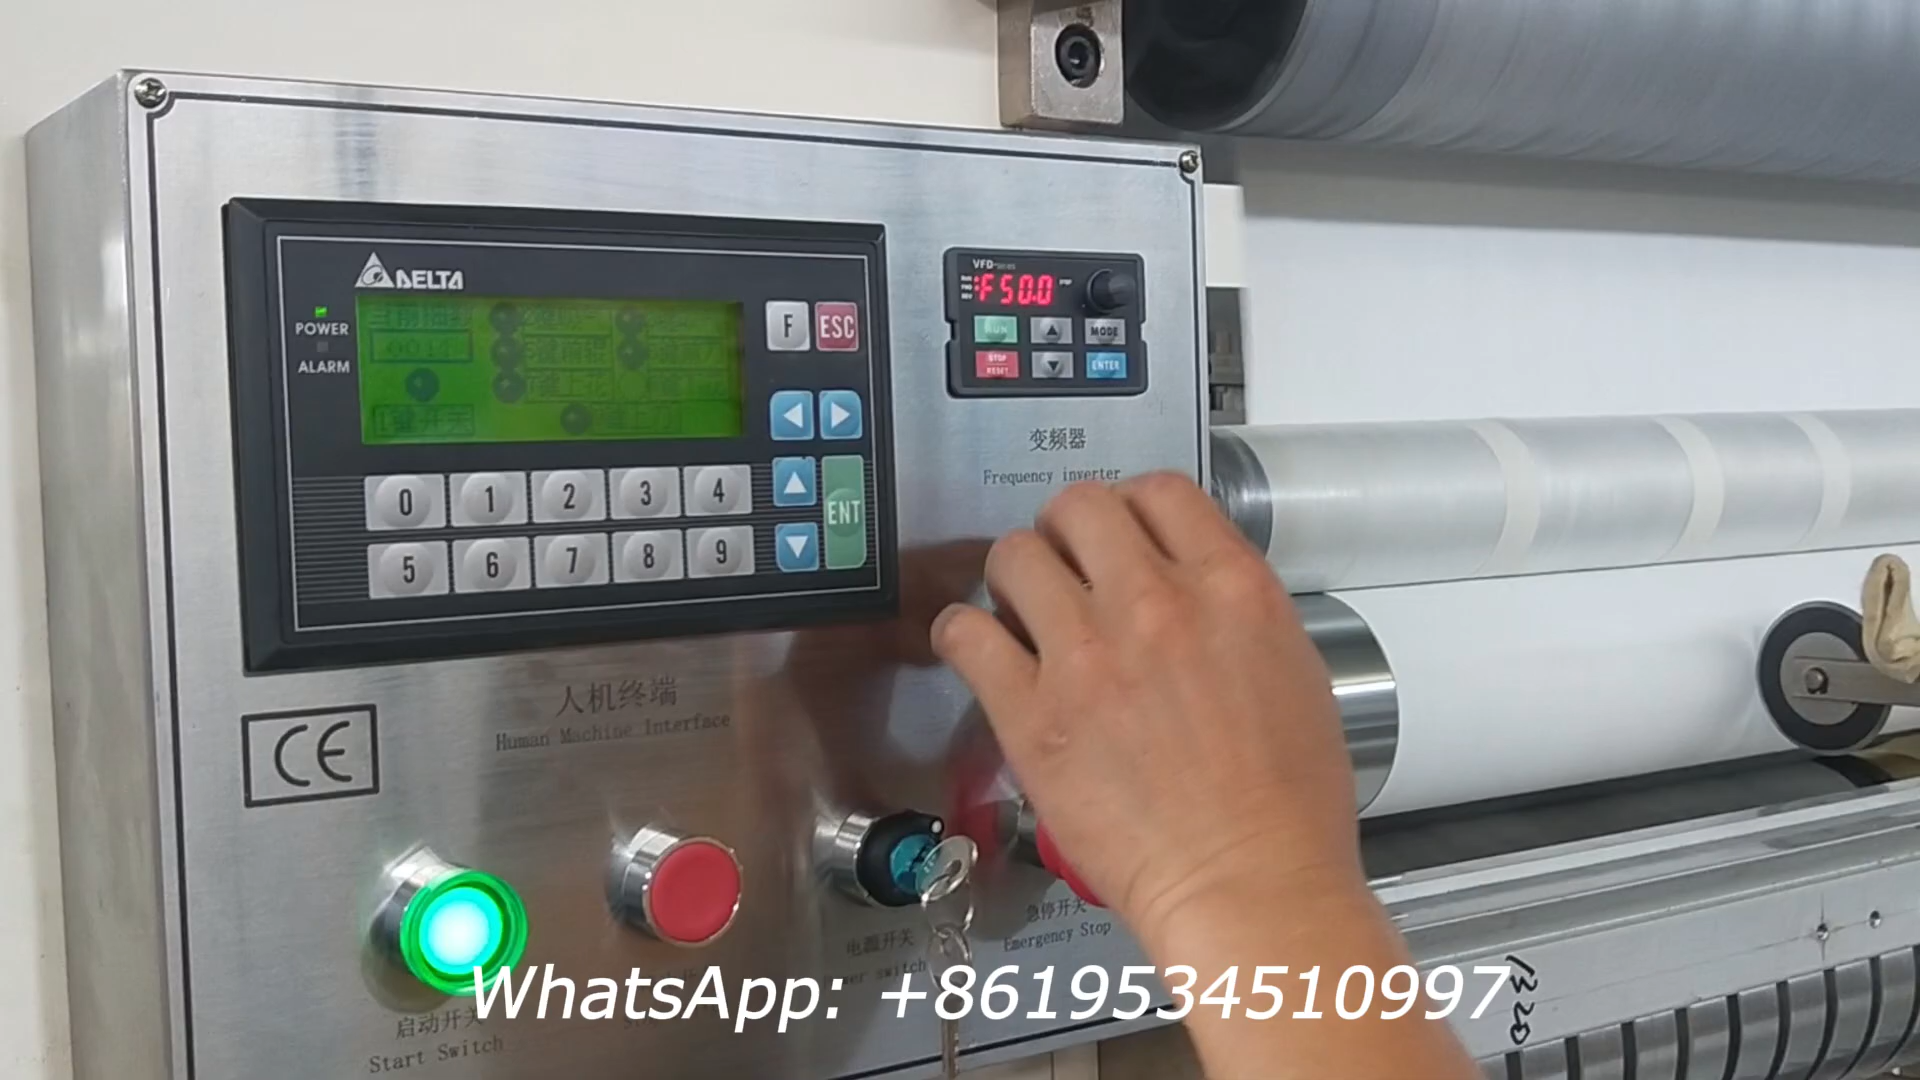 DELTA
POWER
ALARM
F
ESC
0
1
2
3
4
5
6
7
8
9
ENT
VFD
F50.0
RUN
MODE
STOP
RESET
ENTER
变频器
Frequency inverter
人机终端
Human Machine Interface
CE
电源开关
switch
急停开关
Emergency Stop
启动开关
Start Switch
WhatsApp: +8619534510997
1320